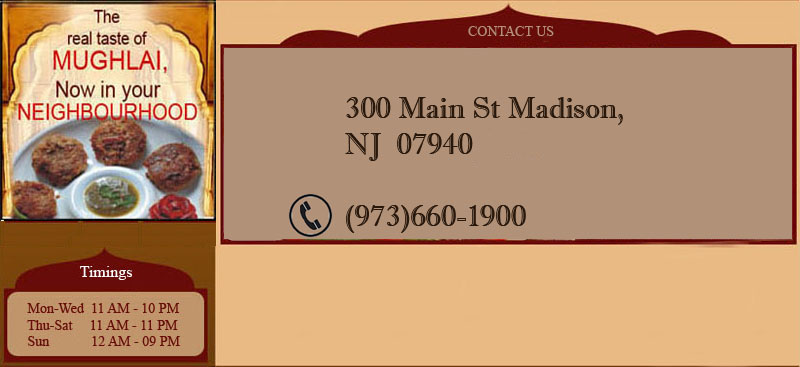 The
real taste of
MUGHLAI,
Now in your
NEIGHBOURHOOD
CONTACT US
300 Main St Madison,
NJ 07940
(973)660-1900
Timings
Mon-Wed 11 AM - 10 PM
Thu-Sat 11 AM - 11 PM
Sun 12 AM - 09 PM